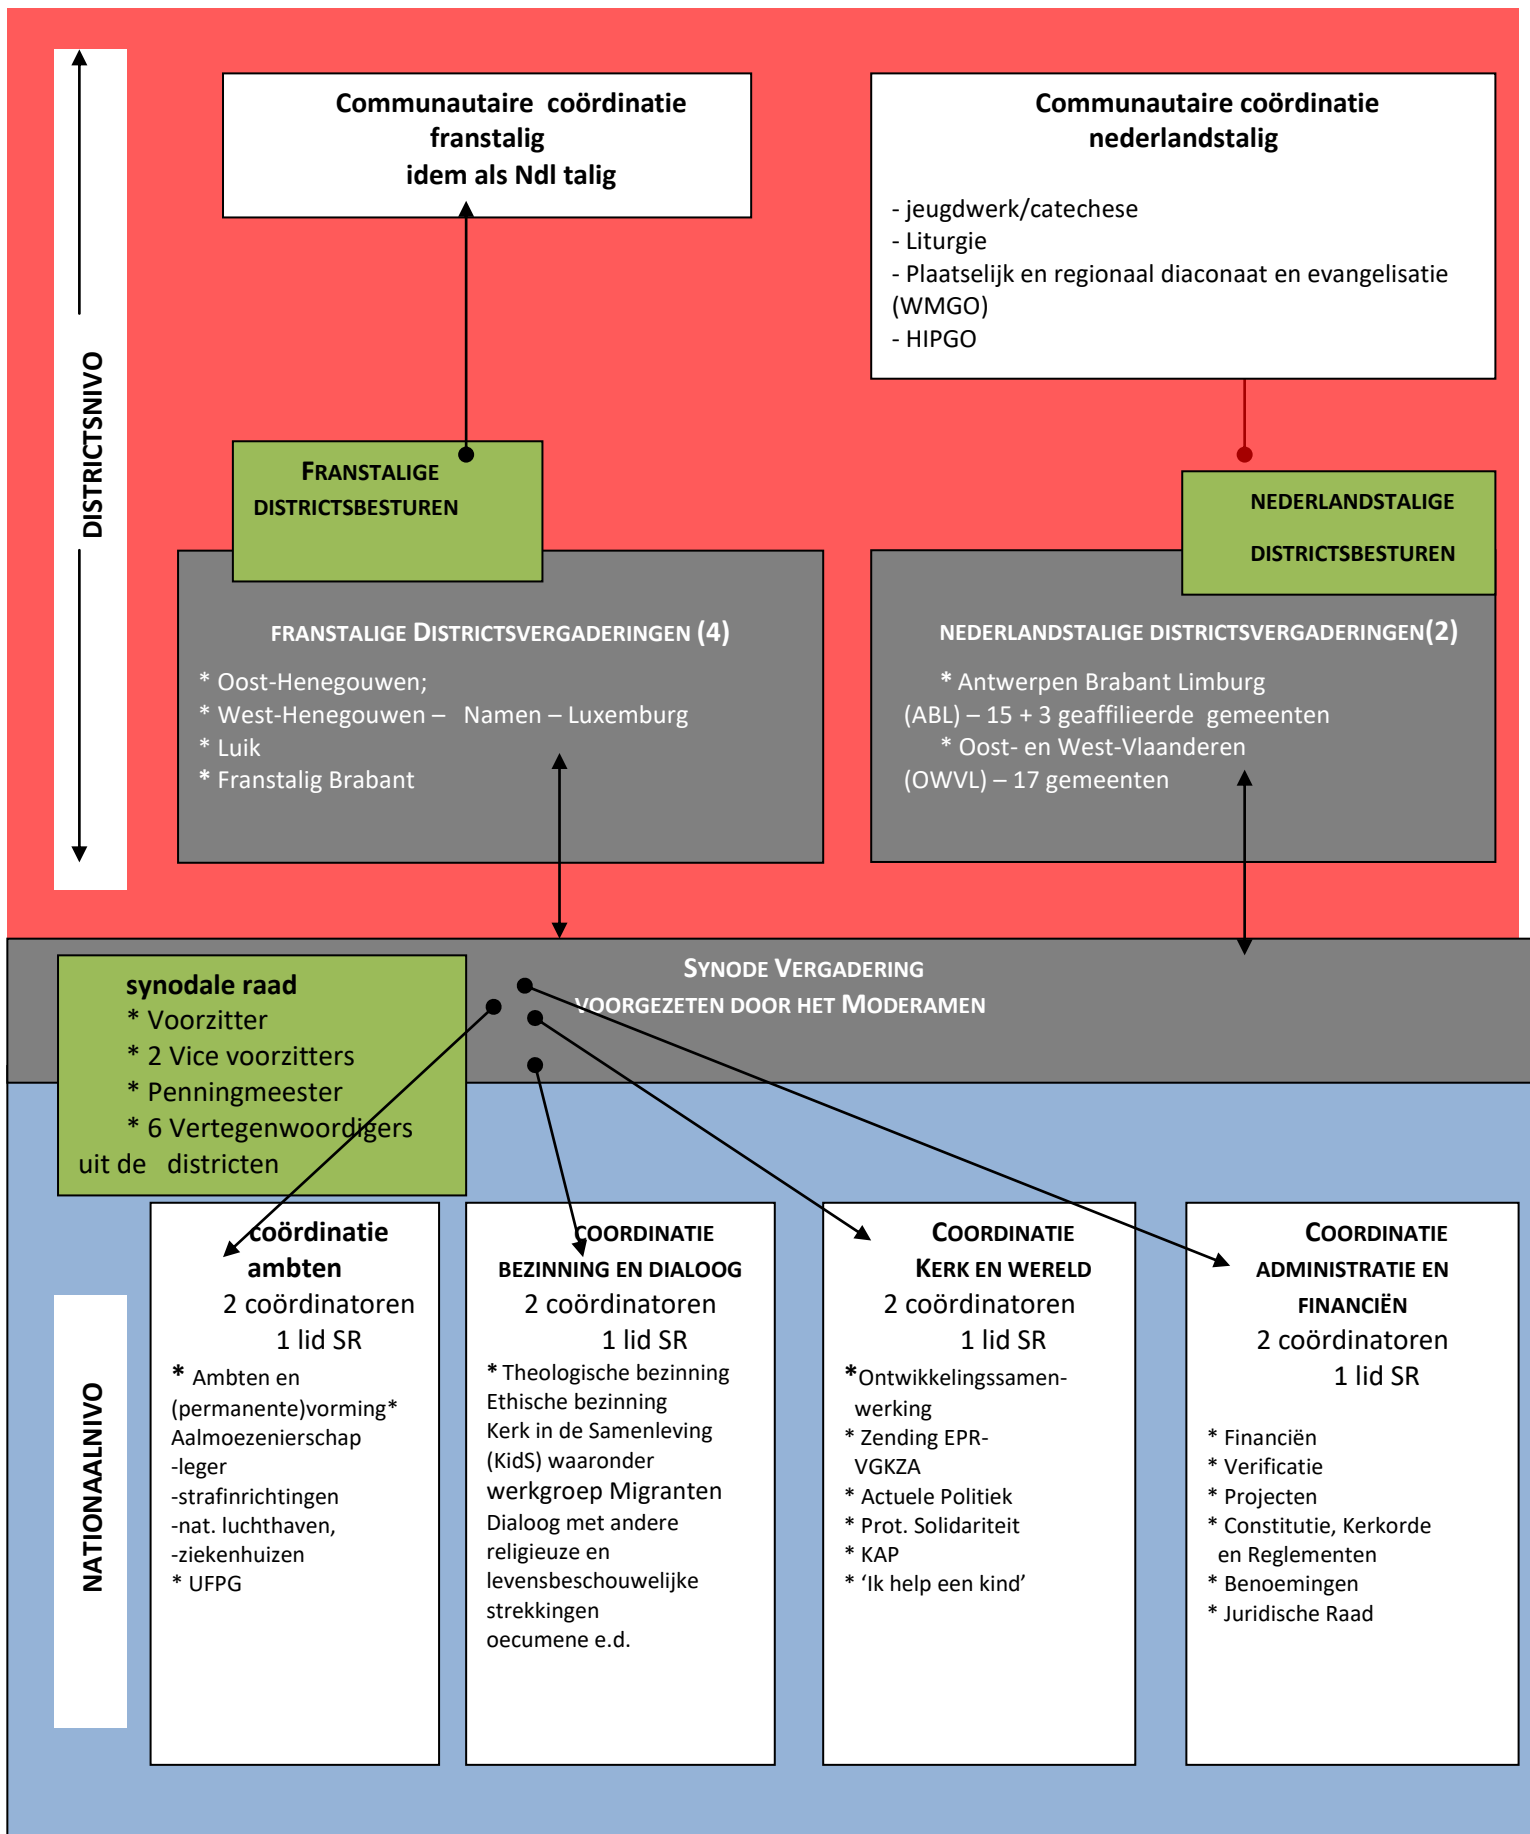 Communautaire coördinatie
franstalig
idem als Ndl talig
Communautaire coördinatie
nederlandstalig
- jeugdwerk/catechese
- Liturgie
- Plaatselijk en regionaal diaconaat en evangelisatie
(WMGO)
- HIPGO
DISTRICTSNIVO
FRANSTALIGE
DISTRICTSBESTUREN
NEDERLANDSTALIGE
DISTRICTSBESTUREN
FRANSTALIGE DISTRICTSVERGADERINGEN (4)
* Oost-Henegouwen;
* West-Henegouwen – Namen – Luxemburg
* Luik
* Franstalig Brabant
NEDERLANDSTALIGE DISTRICTSVERGADERINGEN(2)
* Antwerpen Brabant Limburg
(ABL) – 15 + 3 geaffilieerde gemeenten
* Oost- en West-Vlaanderen
(OWVL) – 17 gemeenten
SYNODE VERGADERING
VOORGEZETEN DOOR HET MODERAMEN
synodale raad
* Voorzitter
* 2 Vice voorzitters
* Penningmeester
* 6 Vertegenwoordigers
uit de districten
NATIONAALNIVO
coördinatie
ambten
2 coördinatoren
1 lid SR
* Ambten en
(permanente)vorming*
Aalmoezenierschap
-leger
-strafinrichtingen
-nat. luchthaven,
-ziekenhuizen
* UFPG
COORDINATIE
BEZINNING EN DIALOOG
2 coördinatoren
1 lid SR
* Theologische bezinning
Ethische bezinning
Kerk in de Samenleving
(KidS) waaronder
werkgroep Migranten
Dialoog met andere
religieuze en
levensbeschouwelijke
strekkingen
oecumene e.d.
COORDINATIE
KERK EN WERELD
2 coördinatoren
1 lid SR
*Ontwikkelingssamen-
werking
* Zending EPR-
VGKZA
* Actuele Politiek
* Prot. Solidariteit
* KAP
* ‘Ik help een kind’
COORDINATIE
ADMINISTRATIE EN
FINANCIËN
2 coördinatoren
1 lid SR
* Financiën
* Verificatie
* Projecten
* Constitutie, Kerkorde
en Reglementen
* Benoemingen
* Juridische Raad